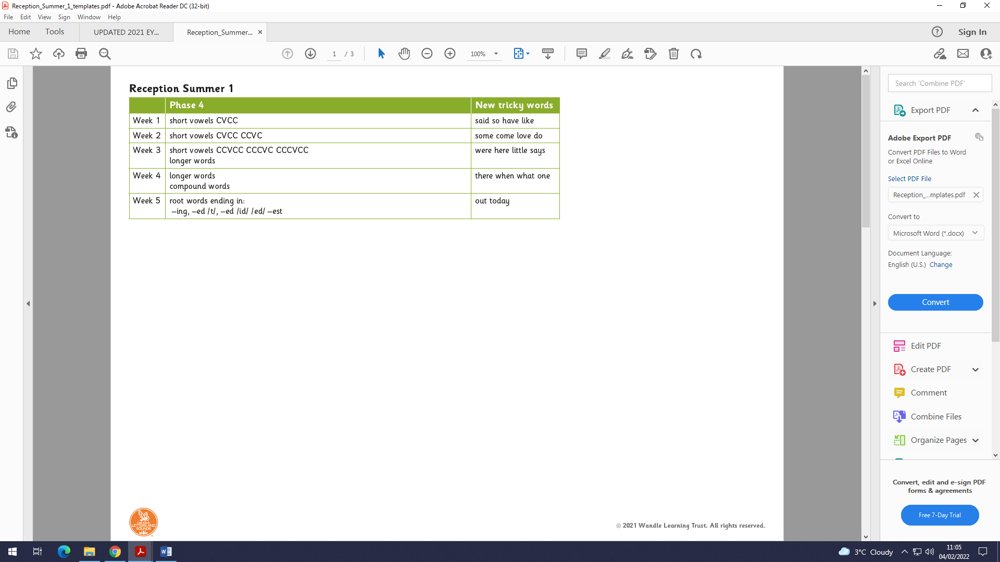 Reception_Summer_1_templates.pdf - Adobe Acrobat Reader DC (32-bit)
File Edit View Sign Window Help
Home Tools UPDATED 2021 EY... Reception_Summer... Sign In
1 / 3 100%
Search 'Combine PDF'
Reception Summer 1
Phase 4 New tricky words
Week 1 short vowels CVCC said so have like
Week 2 short vowels CVCC CCVC some come love do
Week 3 short vowels CCVCC CCCVC CCCVCC were here little says
longer words
Week 4 longer words there when what one
compound words
Week 5 root words ending in: out today
–ing, –ed /t/, –ed /id/ /ed/ –est
LETTERS AND
SOUNDS
© 2021 Wandle Learning Trust. All rights reserved.
Export PDF
Adobe Export PDF
Convert PDF Files to Word
or Excel Online
Select PDF File
Reception_...mplates.pdf
Convert to
Microsoft Word (*.docx)
Document Language:
English (U.S.) Change
Convert
Edit PDF
Create PDF
Comment
Combine Files
Organize Pages
Convert, edit and e-sign PDF
forms & agreements
Free 7-Day Trial
3°C Cloudy
11:05
04/02/2022